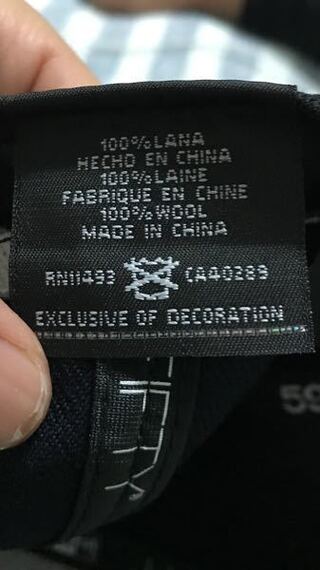 100%LANA
HECHO EN CHINA
100%LAINE
FABRIQUE EN CHINE
100%WOOL
MADE IN CHINA
RN11493 CA40289
EXCLUSIVE OF DECORATION
59